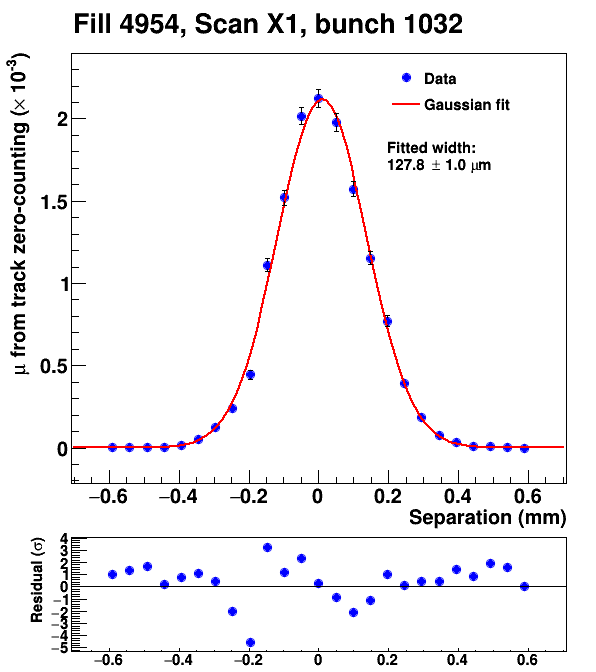 Fill 4954, Scan X1, bunch 1032
μ from track zero-counting (× 10⁻³)
Data
Gaussian fit
Fitted width:
127.8 ± 1.0 μm
2
1.5
1
0.5
0
−0.6 −0.4 −0.2 0 0.2 0.4 0.6
Separation (mm)
Residual (σ)
4
3
2
1
0
−1
−2
−3
−4
−5
−0.6 −0.4 −0.2 0 0.2 0.4 0.6